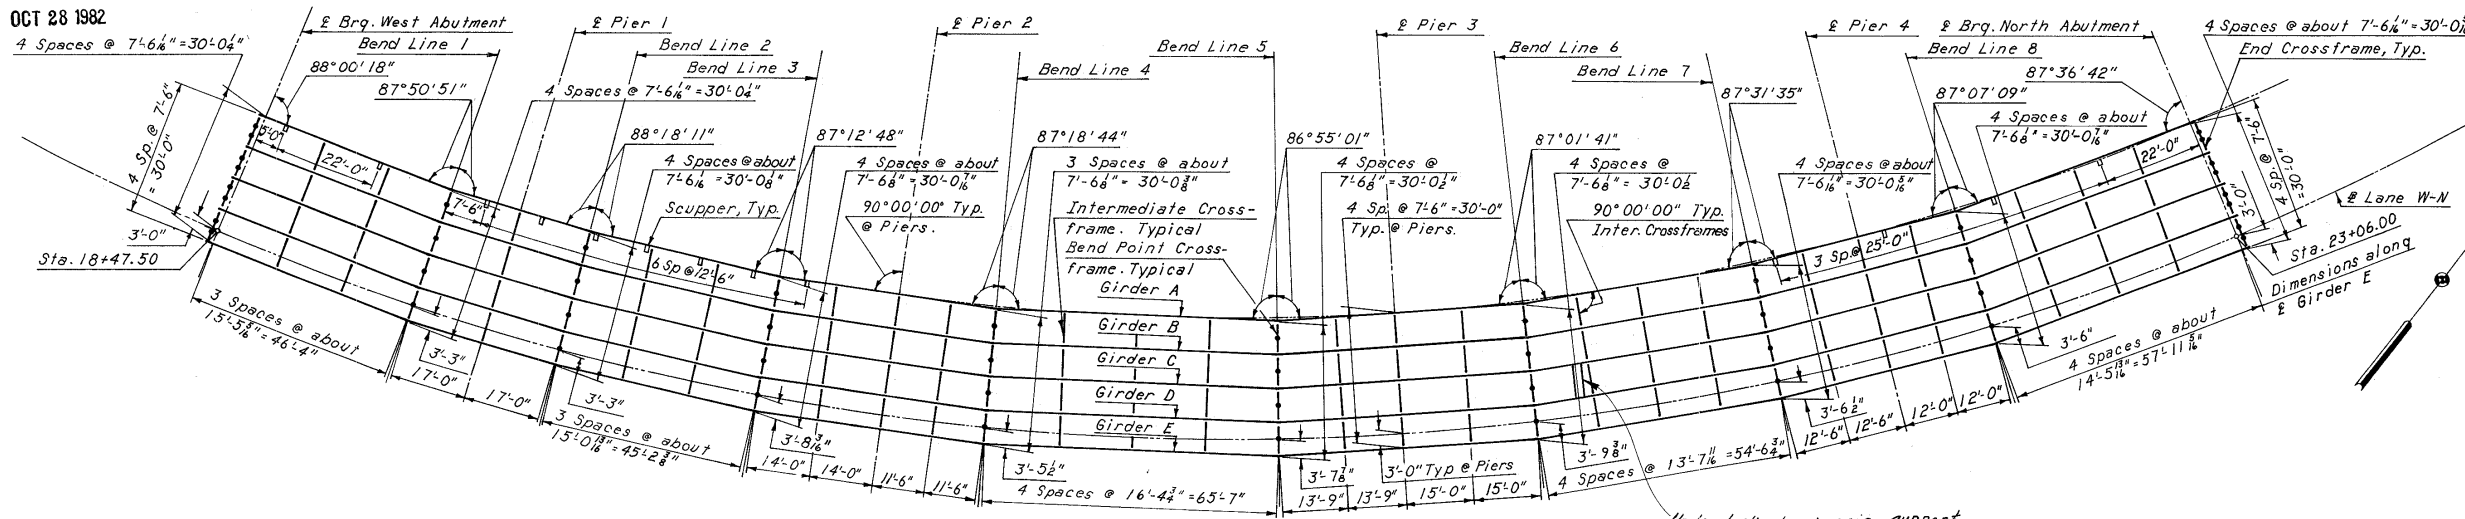 OCT 28 1982
℄ Brg. West Abutment
℄ Pier 1
℄ Pier 2
℄ Pier 3
℄ Pier 4
℄ Brg. North Abutment
4 Spaces @ about 7'-6 1/16" = 30'-0
4 Spaces @ 7'-6 1/16" = 30'-0 1/4"
Bend Line 1
Bend Line 2
Bend Line 3
Bend Line 4
Bend Line 5
Bend Line 6
Bend Line 7
Bend Line 8
End Crossframe, Typ.
88°00'18"
87°50'51"
4 Spaces @ 7'-6 1/16" = 30'-0 1/4"
88°18'11"
87°12'48"
87°18'44"
86°55'01"
87°01'41"
87°31'35"
87°07'09"
87°36'42"
4 Sp. @ 7'-6"
= 30'-0"
5'-0"
22'-0"
7'-6"
6 Sp @ 12'-6"
4 Spaces @ about
7'-6 1/16 = 30'-0 1/8"
Scupper, Typ.
4 Spaces @ about
7'-6 1/8" = 30'-0 7/16"
90°00'00" Typ.
@ Piers.
3 Spaces @ about
7'-6 1/8" = 30'-0 3/8"
Intermediate Cross-
frame. Typical
Bend Point Cross-
frame. Typical
4 Spaces @
7'-6 1/8" = 30'-0 1/2"
4 Sp. @ 7'-6" = 30'-0"
Typ. @ Piers.
4 Spaces @
7'-6 1/8" = 30'-0 1/2
90°00'00" Typ.
Inter. Crossframes
4 Spaces @ about
7'-6 1/16" = 30'-0 5/16"
3 Sp. @ 25'-0"
4 Spaces @ about
7'-6 1/8" = 30'-0 7/16"
22'-0"
4 Sp. @ 7'-6"
= 30'-0"
3'-0"
℄ Lane W-N
Sta. 23+06.00
Dimensions along
℄ Girder E
3'-0"
Sta. 18+47.50
Girder A
Girder B
Girder C
Girder D
Girder E
3 Spaces @ about
15'-5 5/16" = 46'-4"
3'-3"
17'-0"
17'-0"
3'-3"
3 Spaces @ about
15'-0 13/16" = 45'-2 3/8"
3'-8 3/16"
14'-0"
14'-0"
11'-6"
11'-6"
3'-5 1/2"
4 Spaces @ 16'-4 3/4" = 65'-7"
3'-7 7/8"
13'-9"
13'-9"
3'-0" Typ @ Piers
15'-0"
15'-0"
3'-9 3/8"
4 Spaces @ 13'-7 11/16" = 54'-6 3/4"
3'-6 1/2"
12'-6"
12'-6"
12'-0"
12'-0"
3'-6"
4 Spaces @ about
14'-5 13/16" = 57'-11 5/16"
support